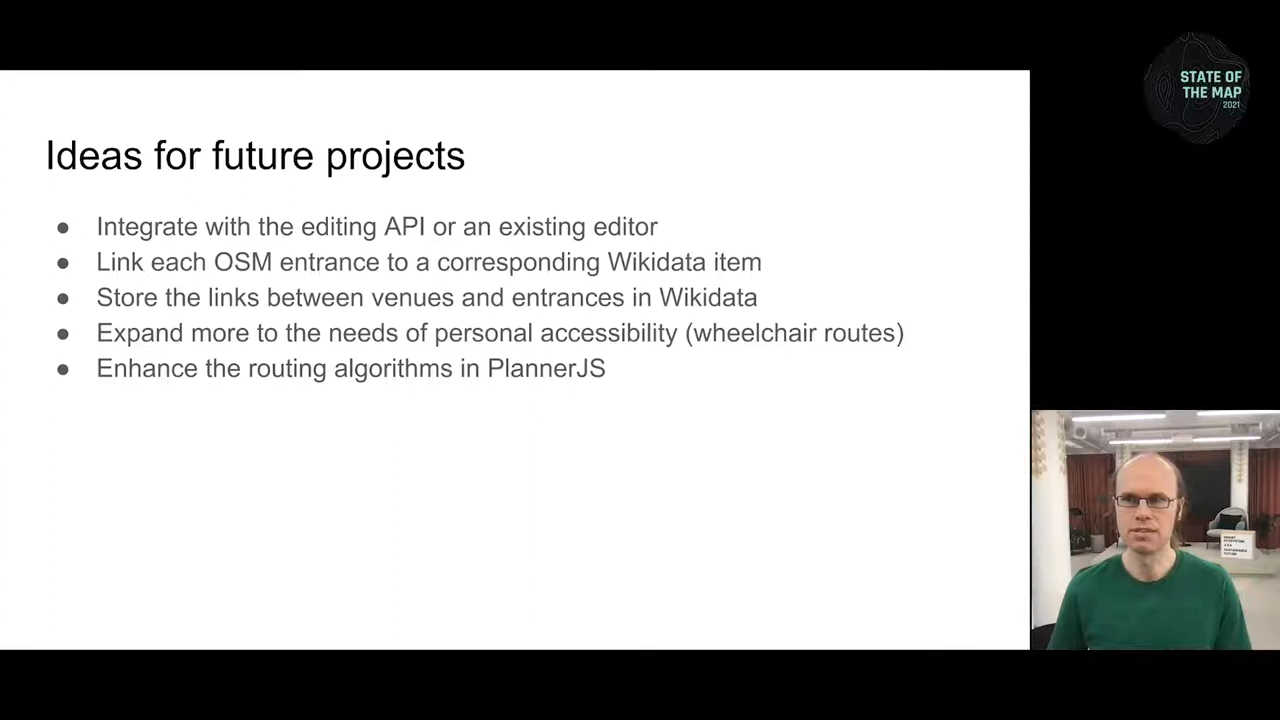 STATE OF
THE MAP
2021
Ideas for future projects
● Integrate with the editing API or an existing editor
● Link each OSM entrance to a corresponding Wikidata item
● Store the links between venues and entrances in Wikidata
● Expand more to the needs of personal accessibility (wheelchair routes)
● Enhance the routing algorithms in PlannerJS